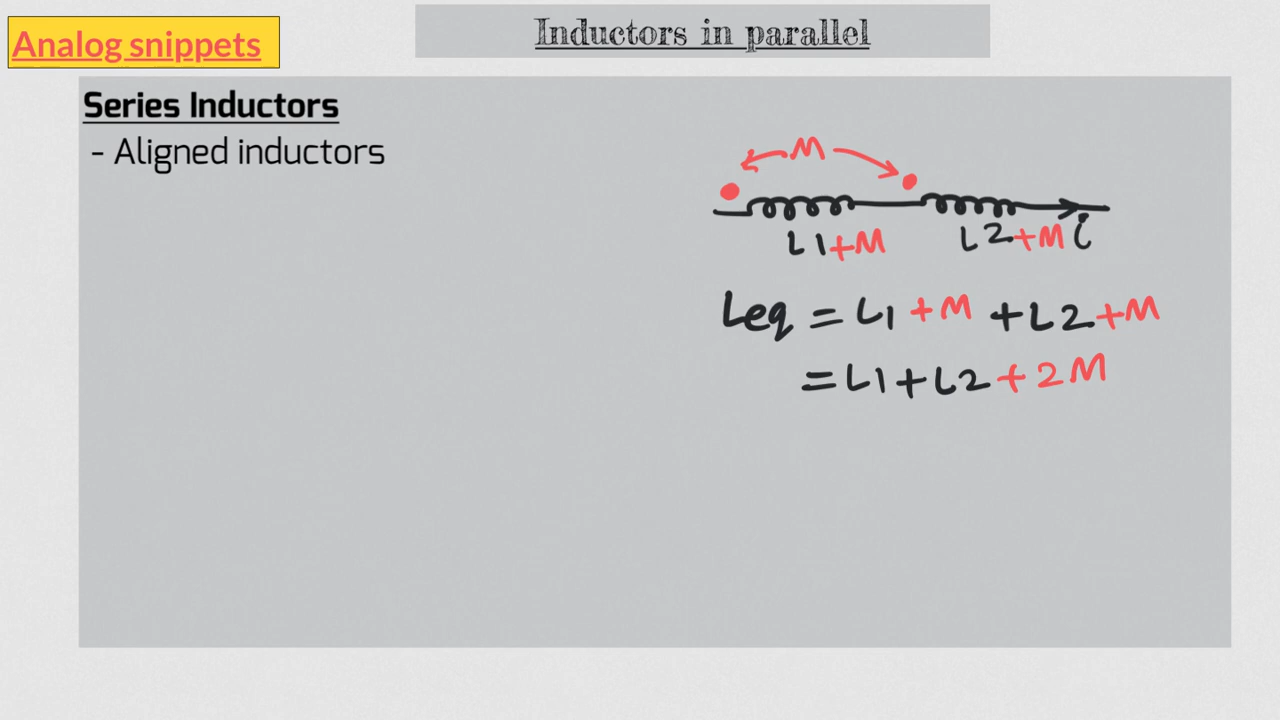 Analog snippets
Inductors in parallel
Series Inductors
- Aligned inductors
M
L1+M L2+M i
Leq = L1 +M +L2+M
=L1+L2+2M